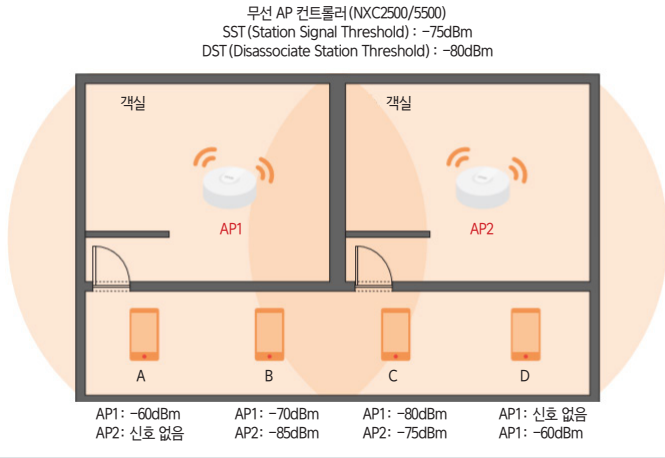 무선 AP 컨트롤러(NXC2500/5500)
SST(Station Signal Threshold) : -75dBm
DST(Disassociate Station Threshold) : -80dBm
객실
객실
AP1
AP2
A
B
C
D
AP1: -60dBm
AP2: 신호 없음
AP1: -70dBm
AP2: -85dBm
AP1: -80dBm
AP2: -75dBm
AP1: 신호 없음
AP1: -60dBm